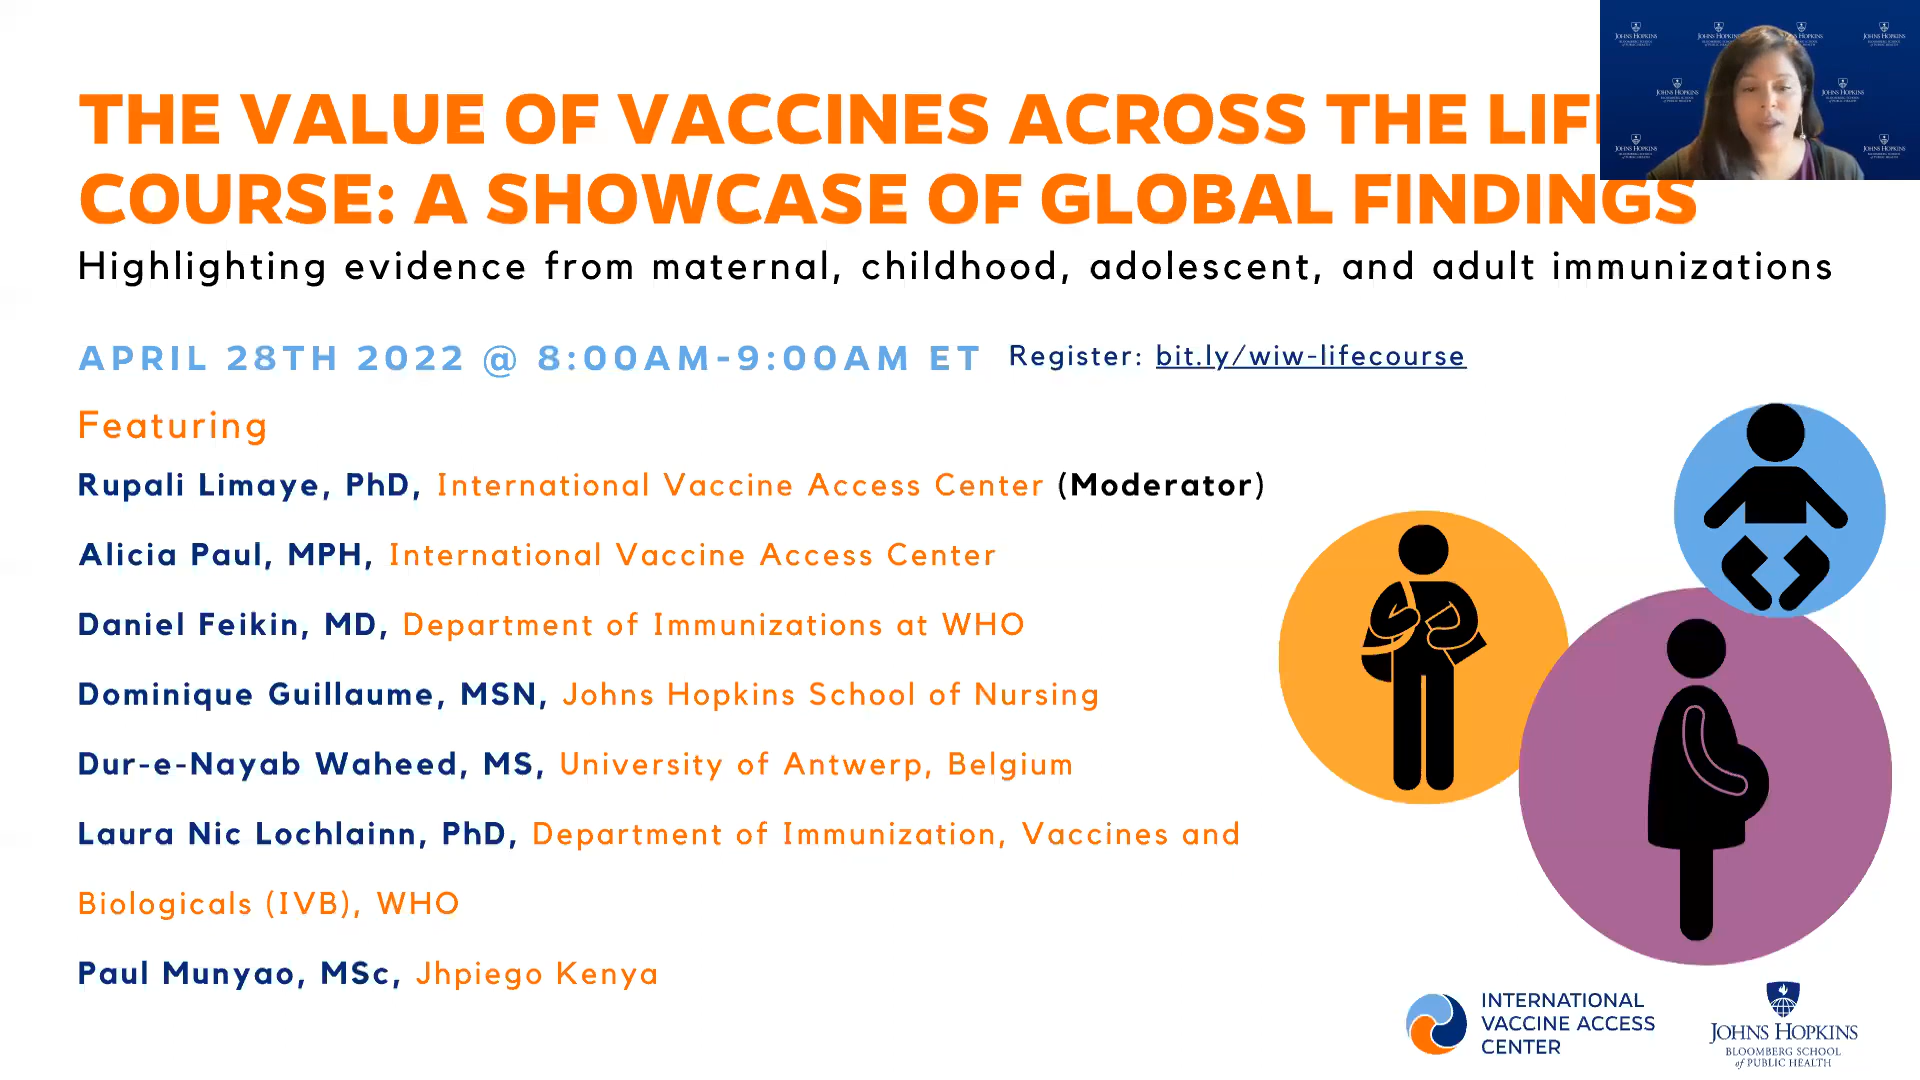 THE VALUE OF VACCINES ACROSS THE LIF
COURSE: A SHOWCASE OF GLOBAL FINDINGS
Highlighting evidence from maternal, childhood, adolescent, and adult immunizations
APRIL 28TH 2022 @ 8:00AM-9:00AM ET Register: bit.ly/wiw-lifecourse
Featuring
Rupali Limaye, PhD, International Vaccine Access Center (Moderator)
Alicia Paul, MPH, International Vaccine Access Center
Daniel Feikin, MD, Department of Immunizations at WHO
Dominique Guillaume, MSN, Johns Hopkins School of Nursing
Dur-e-Nayab Waheed, MS, University of Antwerp, Belgium
Laura Nic Lochlainn, PhD, Department of Immunization, Vaccines and
Biologicals (IVB), WHO
Paul Munyao, MSc, Jhpiego Kenya
INTERNATIONAL
VACCINE ACCESS
CENTER
JOHNS HOPKINS
BLOOMBERG SCHOOL
of PUBLIC HEALTH